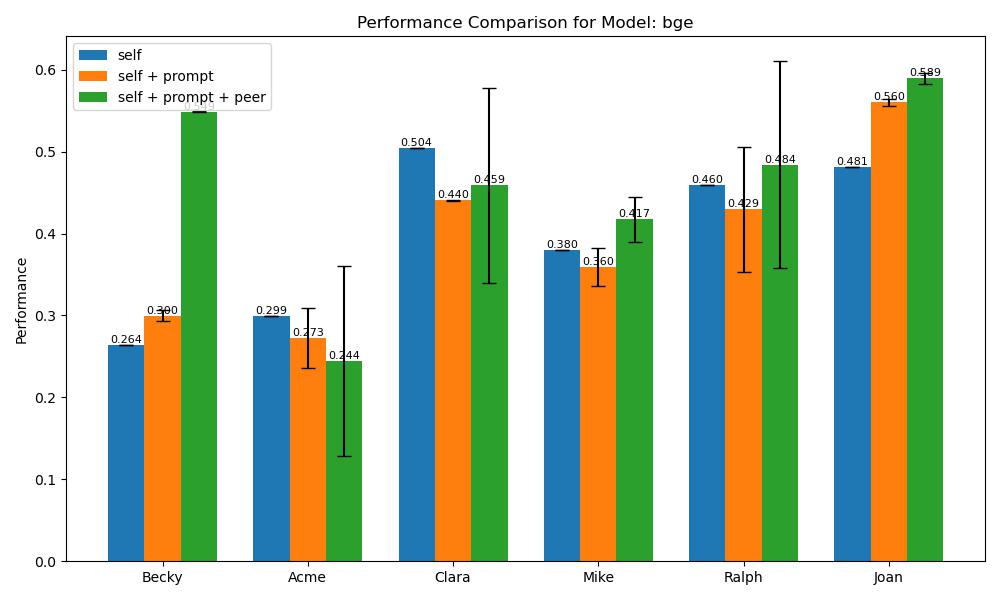 Performance Comparison for Model: bge
self
self + prompt
self + prompt + peer
Performance
0.6
0.5
0.4
0.3
0.2
0.1
0.0
0.264
0.300
0.299
0.273
0.244
0.504
0.440
0.459
0.380
0.360
0.417
0.460
0.429
0.484
0.481
0.560
0.589
Becky
Acme
Clara
Mike
Ralph
Joan